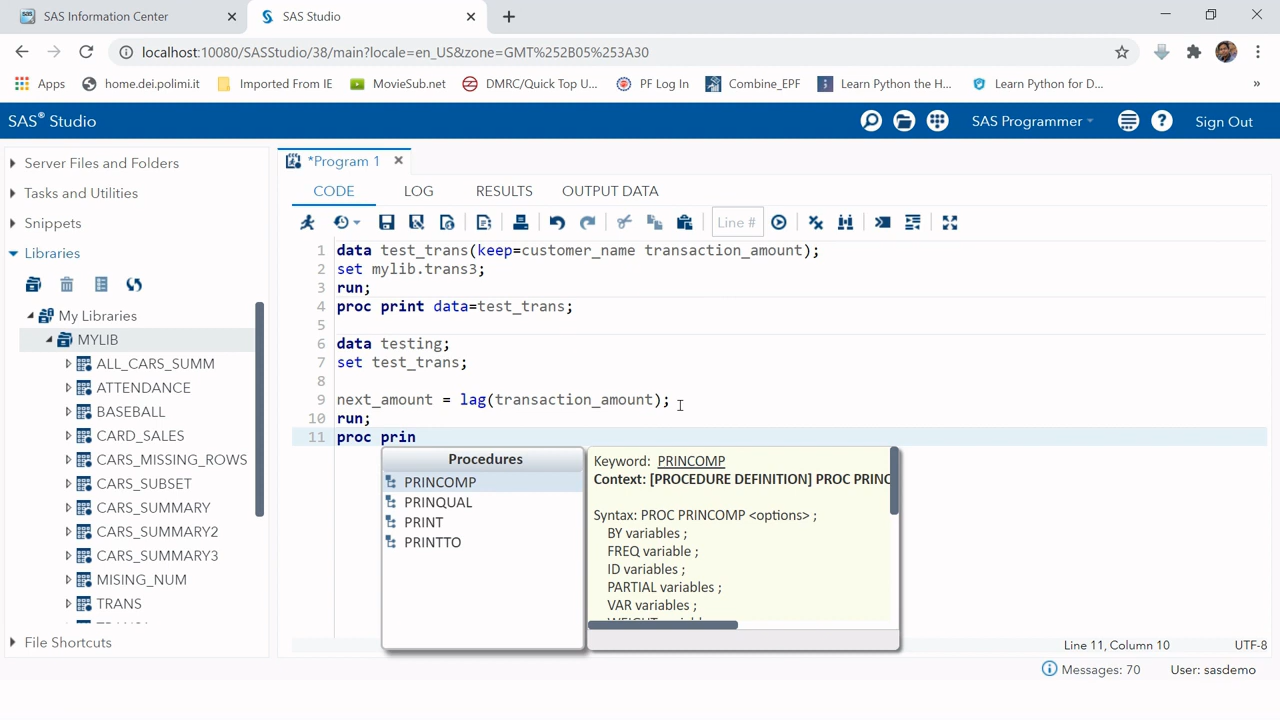 SAS Information Center
SAS Studio
localhost:10080/SASStudio/38/main?locale=en_US&zone=GMT%252B05%253A30
Apps
home.dei.polimi.it
Imported From IE
MovieSub.net
DMRC/Quick Top U...
PF Log In
Combine_EPF
Learn Python the H...
Learn Python for D...
»
SAS® Studio
SAS Programmer
Sign Out
Server Files and Folders
Tasks and Utilities
Snippets
Libraries
My Libraries
MYLIB
ALL_CARS_SUMM
ATTENDANCE
BASEBALL
CARD_SALES
CARS_MISSING_ROWS
CARS_SUBSET
CARS_SUMMARY
CARS_SUMMARY2
CARS_SUMMARY3
MISING_NUM
TRANS
File Shortcuts
*Program 1
CODE LOG RESULTS OUTPUT DATA
Line #
1 data test_trans(keep=customer_name transaction_amount);
2 set mylib.trans3;
3 run;
4 proc print data=test_trans;
5
6 data testing;
7 set test_trans;
8
9 next_amount = lag(transaction_amount);
10 run;
11 proc prin
Procedures
PRINCOMP
PRINQUAL
PRINT
PRINTTO
Keyword: PRINCOMP
Context: [PROCEDURE DEFINITION] PROC PRINC
Syntax: PROC PRINCOMP <options> ;
BY variables ;
FREQ variable ;
ID variables ;
PARTIAL variables ;
VAR variables ;
Line 11, Column 10
UTF-8
Messages: 70
User: sasdemo